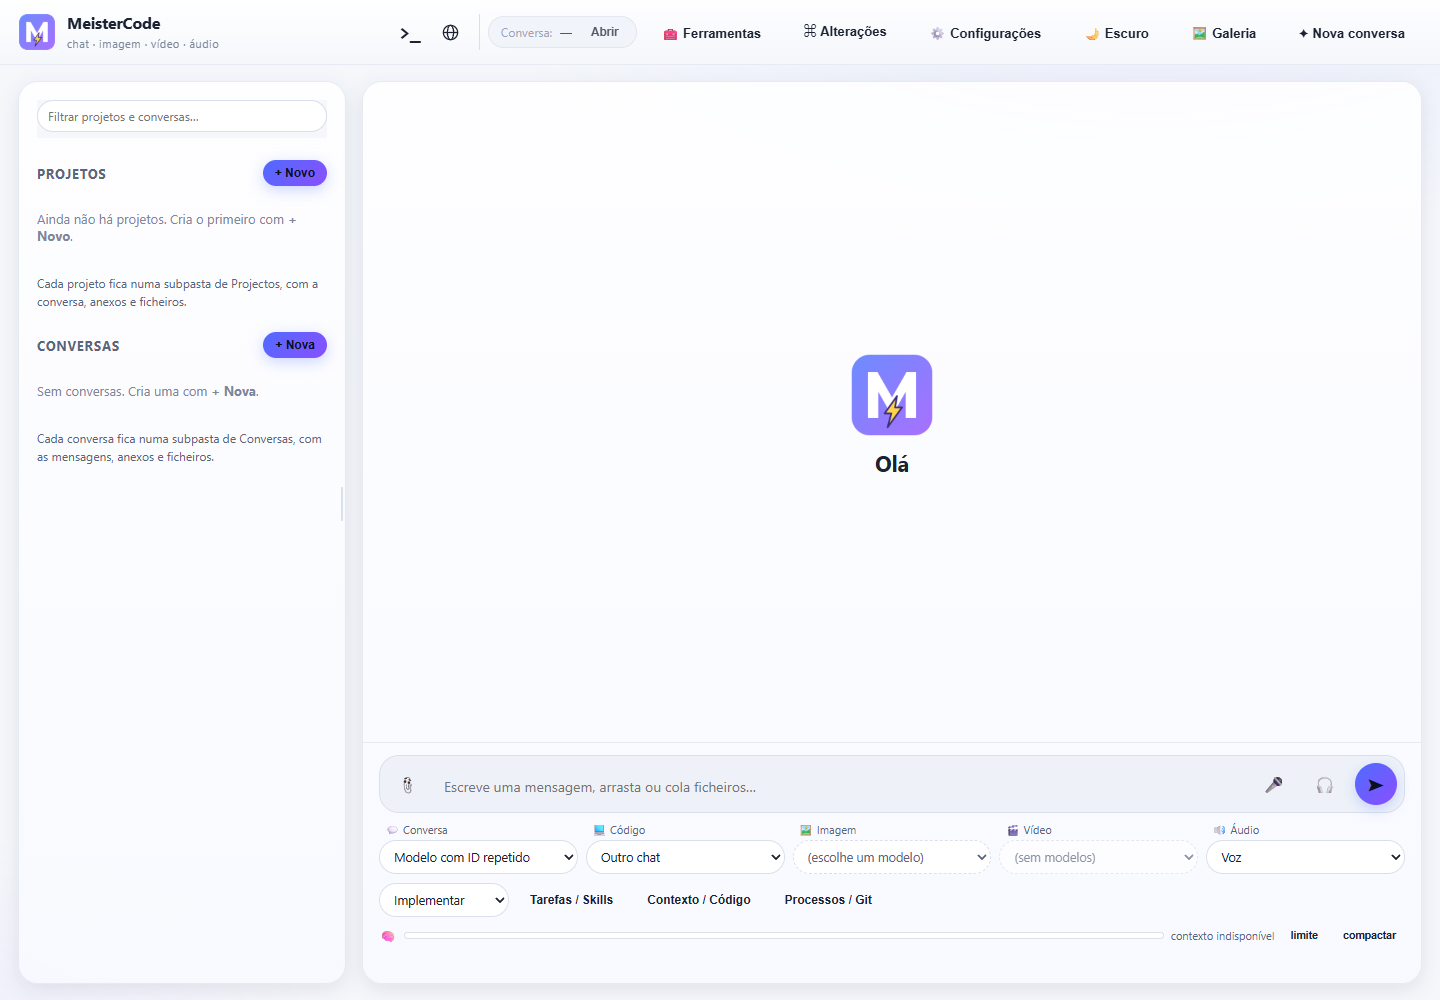 MeisterCode
chat · imagem · vídeo · áudio
>_
Conversa: — Abrir
Ferramentas
⌘ Alterações
Configurações
Escuro
Galeria
✦ Nova conversa
Filtrar projetos e conversas...
PROJETOS
+ Novo
Ainda não há projetos. Cria o primeiro com +
Novo.
Cada projeto fica numa subpasta de Projectos, com a
conversa, anexos e ficheiros.
CONVERSAS
+ Nova
Sem conversas. Cria uma com + Nova.
Cada conversa fica numa subpasta de Conversas, com
as mensagens, anexos e ficheiros.
M
Olá
Escreve uma mensagem, arrasta ou cola ficheiros...
Conversa
Código
Imagem
Vídeo
Áudio
Modelo com ID repetido
Outro chat
(escolhe um modelo)
(sem modelos)
Voz
Implementar
Tarefas / Skills
Contexto / Código
Processos / Git
contexto indisponível
limite
compactar